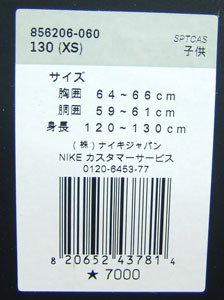 856206-060
130 (XS)
SPTCAS
子供
サイズ
胸囲 64~66cm
胴囲 59~61cm
身長 120~130cm
(株)ナイキジャパン
NIKE カスタマーサービス
0120-6453-77
8 20652 43781 4
★7000